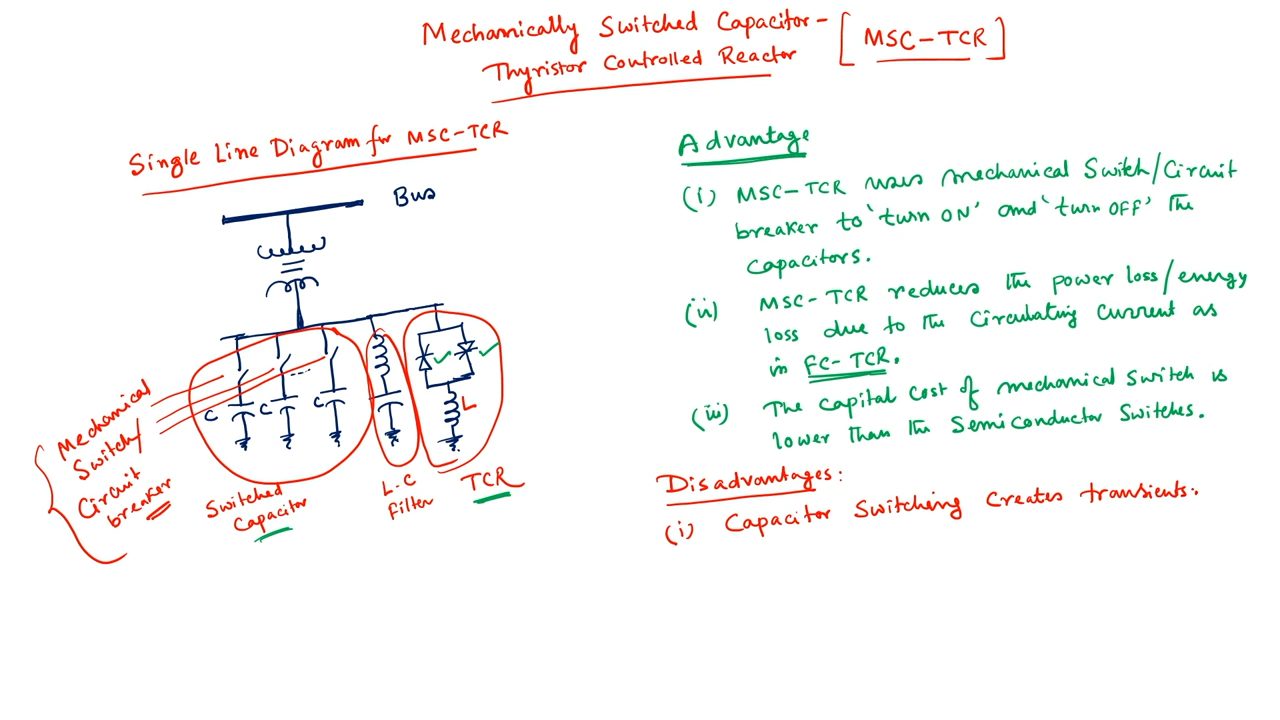 Mechanically Switched Capacitor -
Thyristor Controlled Reactor
[MSC-TCR]
Single Line Diagram for MSC-TCR
Bus
C
C
C
L
Mechanical
Switch/
Circuit
breaker
Switched
Capacitor
L-C
Filter
TCR
Advantage
(i) MSC-TCR uses mechanical Switch/Circuit
breaker to 'turn ON' and 'turn OFF' the
capacitors.
(ii) MSC-TCR reduces the power loss/energy
loss due to the Circulating Current as
in FC-TCR.
(iii) The capital cost of mechanical switch is
lower than the Semiconductor Switches.
Disadvantages:
(i) Capacitor Switching Creates transients.